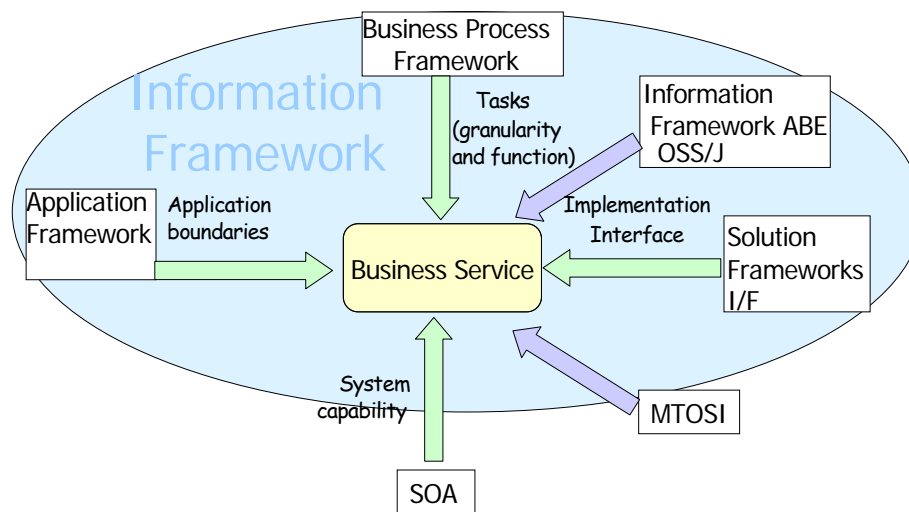 Business Process
Framework
Information
Framework
Tasks
(granularity
and function)
Information
Framework ABE
OSS/J
Application
Framework
Application
boundaries
Implementation
Interface
Business Service
Solution
Frameworks
I/F
System
capability
MTOSI
SOA